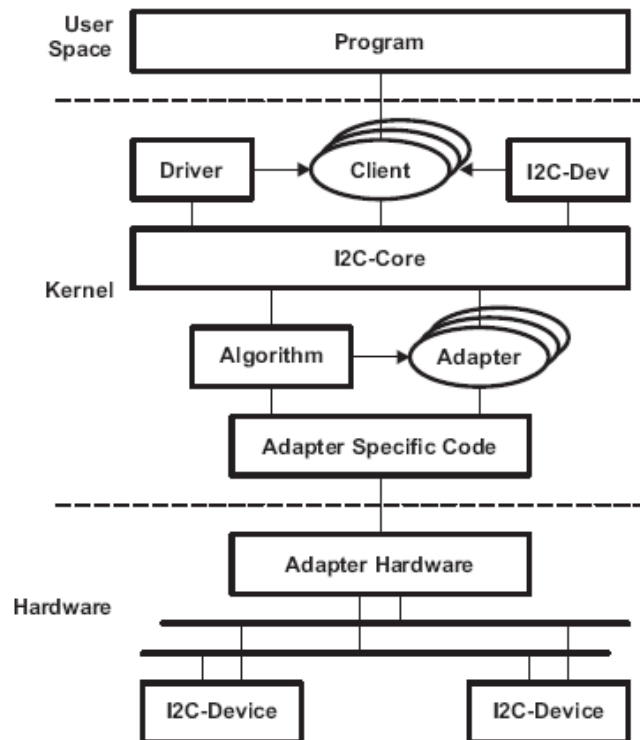 User
Space
Program
Driver
Client
I2C-Dev
I2C-Core
Kernel
Algorithm
Adapter
Adapter Specific Code
Adapter Hardware
Hardware
I2C-Device
I2C-Device